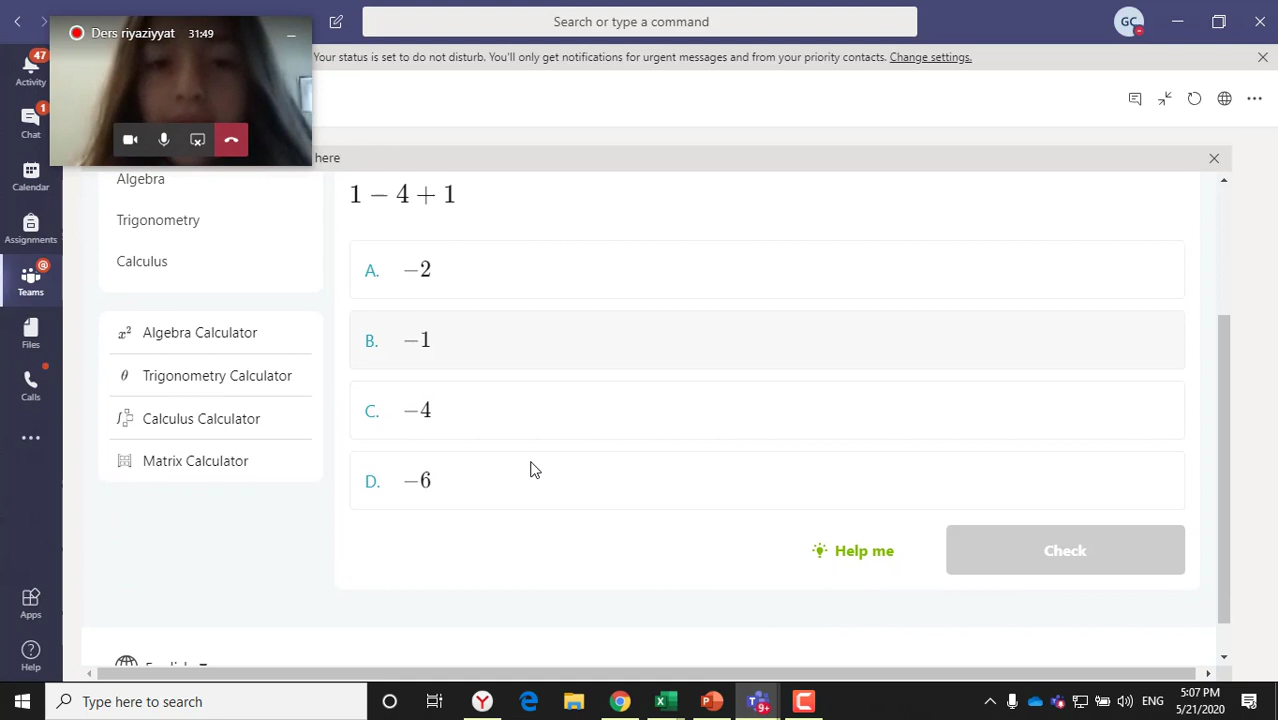 Search or type a command
GC
Ders riyaziyyat 31:49
Your status is set to do not disturb. You'll only get notifications for urgent messages and from your priority contacts. Change settings.
47
Activity
1
Chat
Calendar
Assignments
@
Teams
Files
Calls
Apps
Help
here
Algebra
Trigonometry
Calculus
x² Algebra Calculator
θ Trigonometry Calculator
Calculus Calculator
Matrix Calculator
1 − 4 + 1
A. −2
B. −1
C. −4
D. −6
Help me
Check
English
Type here to search
9+
ENG
5:07 PM
5/21/2020